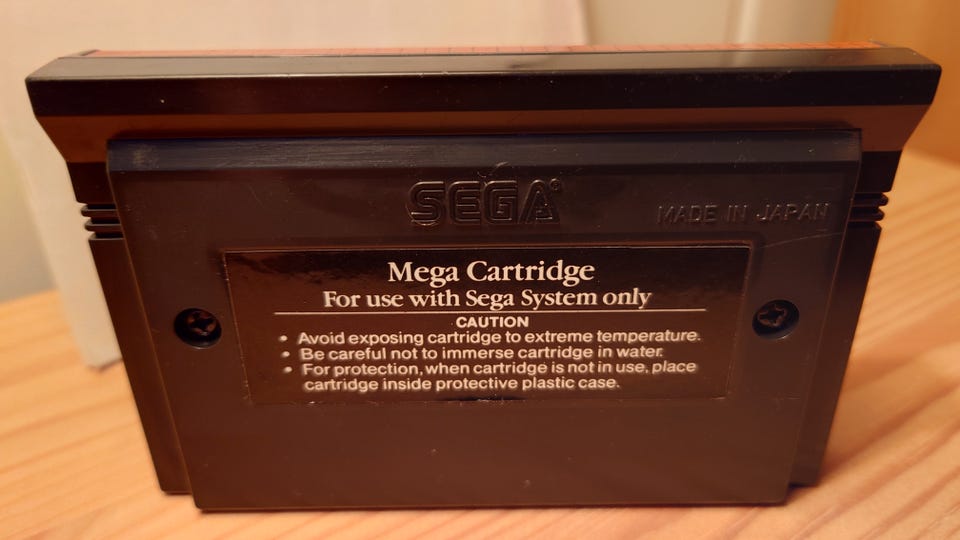 SEGA®
MADE IN JAPAN
Mega Cartridge
For use with Sega System only
CAUTION
• Avoid exposing cartridge to extreme temperature.
• Be careful not to immerse cartridge in water.
• For protection, when cartridge is not in use, place
cartridge inside protective plastic case.